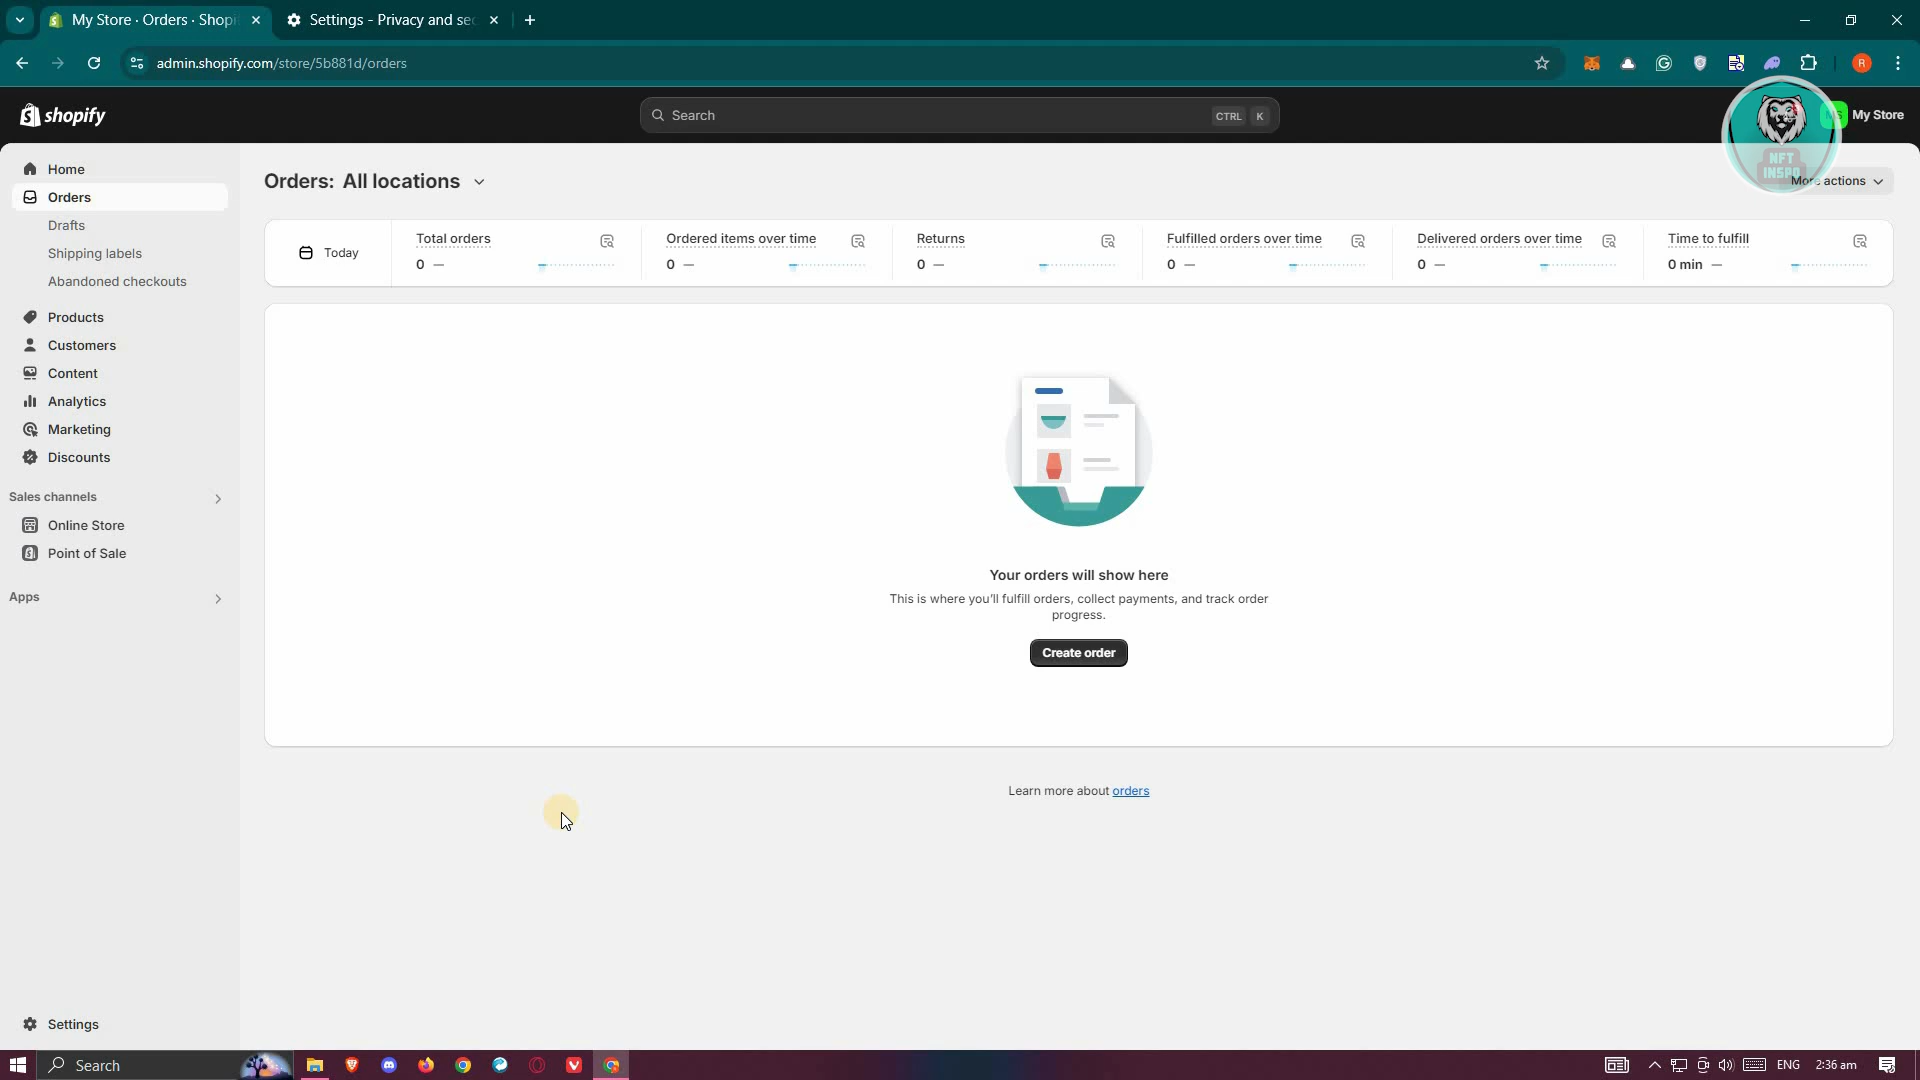 My Store · Orders · Shopi
Settings - Privacy and sec
admin.shopify.com/store/5b881d/orders
R
shopify
Search
CTRL K
My Store
NFT
INSPO
Home
Orders
Drafts
Shipping labels
Abandoned checkouts
Products
Customers
Content
Analytics
Marketing
Discounts
Sales channels
Online Store
Point of Sale
Apps
Settings
Orders: All locations
More actions
Today
Total orders
0 —
Ordered items over time
0 —
Returns
0 —
Fulfilled orders over time
0 —
Delivered orders over time
0 —
Time to fulfill
0 min —
Your orders will show here
This is where you'll fulfill orders, collect payments, and track order
progress.
Create order
Learn more about orders
Search
ENG
2:36 am